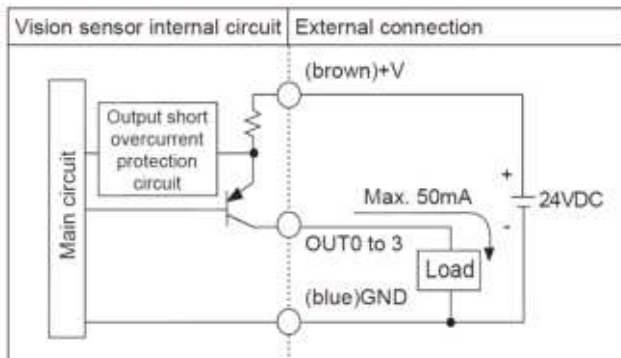 Vision sensor internal circuit
External connection
(brown)+V
Output short
overcurrent
protection
circuit
Main circuit
+
Max. 50mA
24VDC
-
OUT0 to 3
Load
(blue)GND